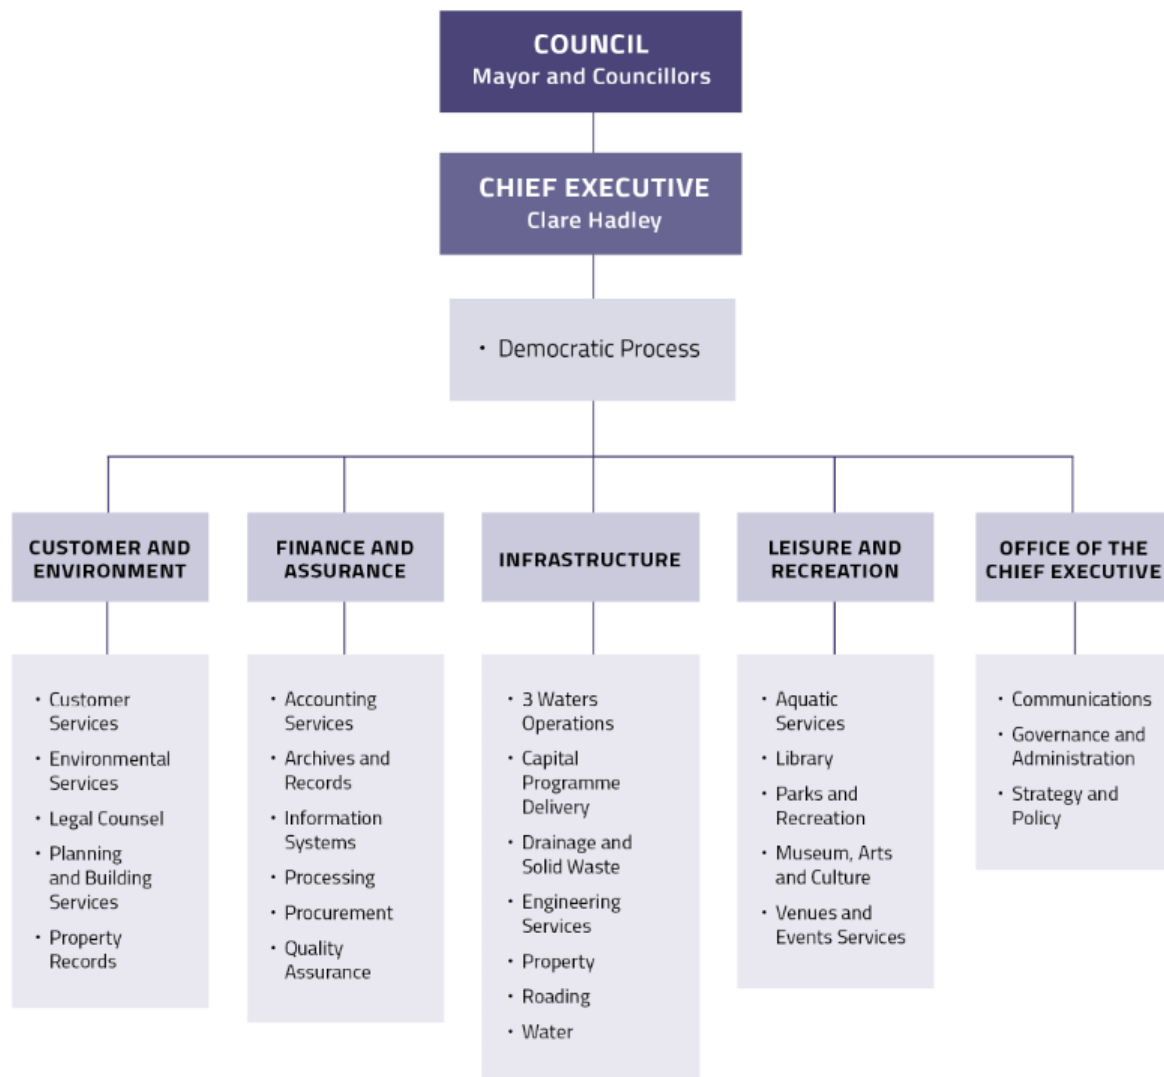 COUNCIL
Mayor and Councillors
CHIEF EXECUTIVE
Clare Hadley
• Democratic Process
CUSTOMER AND
ENVIRONMENT
• Customer
Services
• Environmental
Services
• Legal Counsel
• Planning
and Building
Services
• Property
Records
FINANCE AND
ASSURANCE
• Accounting
Services
• Archives and
Records
• Information
Systems
• Processing
• Procurement
• Quality
Assurance
INFRASTRUCTURE
• 3 Waters
Operations
• Capital
Programme
Delivery
• Drainage and
Solid Waste
• Engineering
Services
• Property
• Roading
• Water
LEISURE AND
RECREATION
• Aquatic
Services
• Library
• Parks and
Recreation
• Museum, Arts
and Culture
• Venues and
Events Services
OFFICE OF THE
CHIEF EXECUTIVE
• Communications
• Governance and
Administration
• Strategy and
Policy